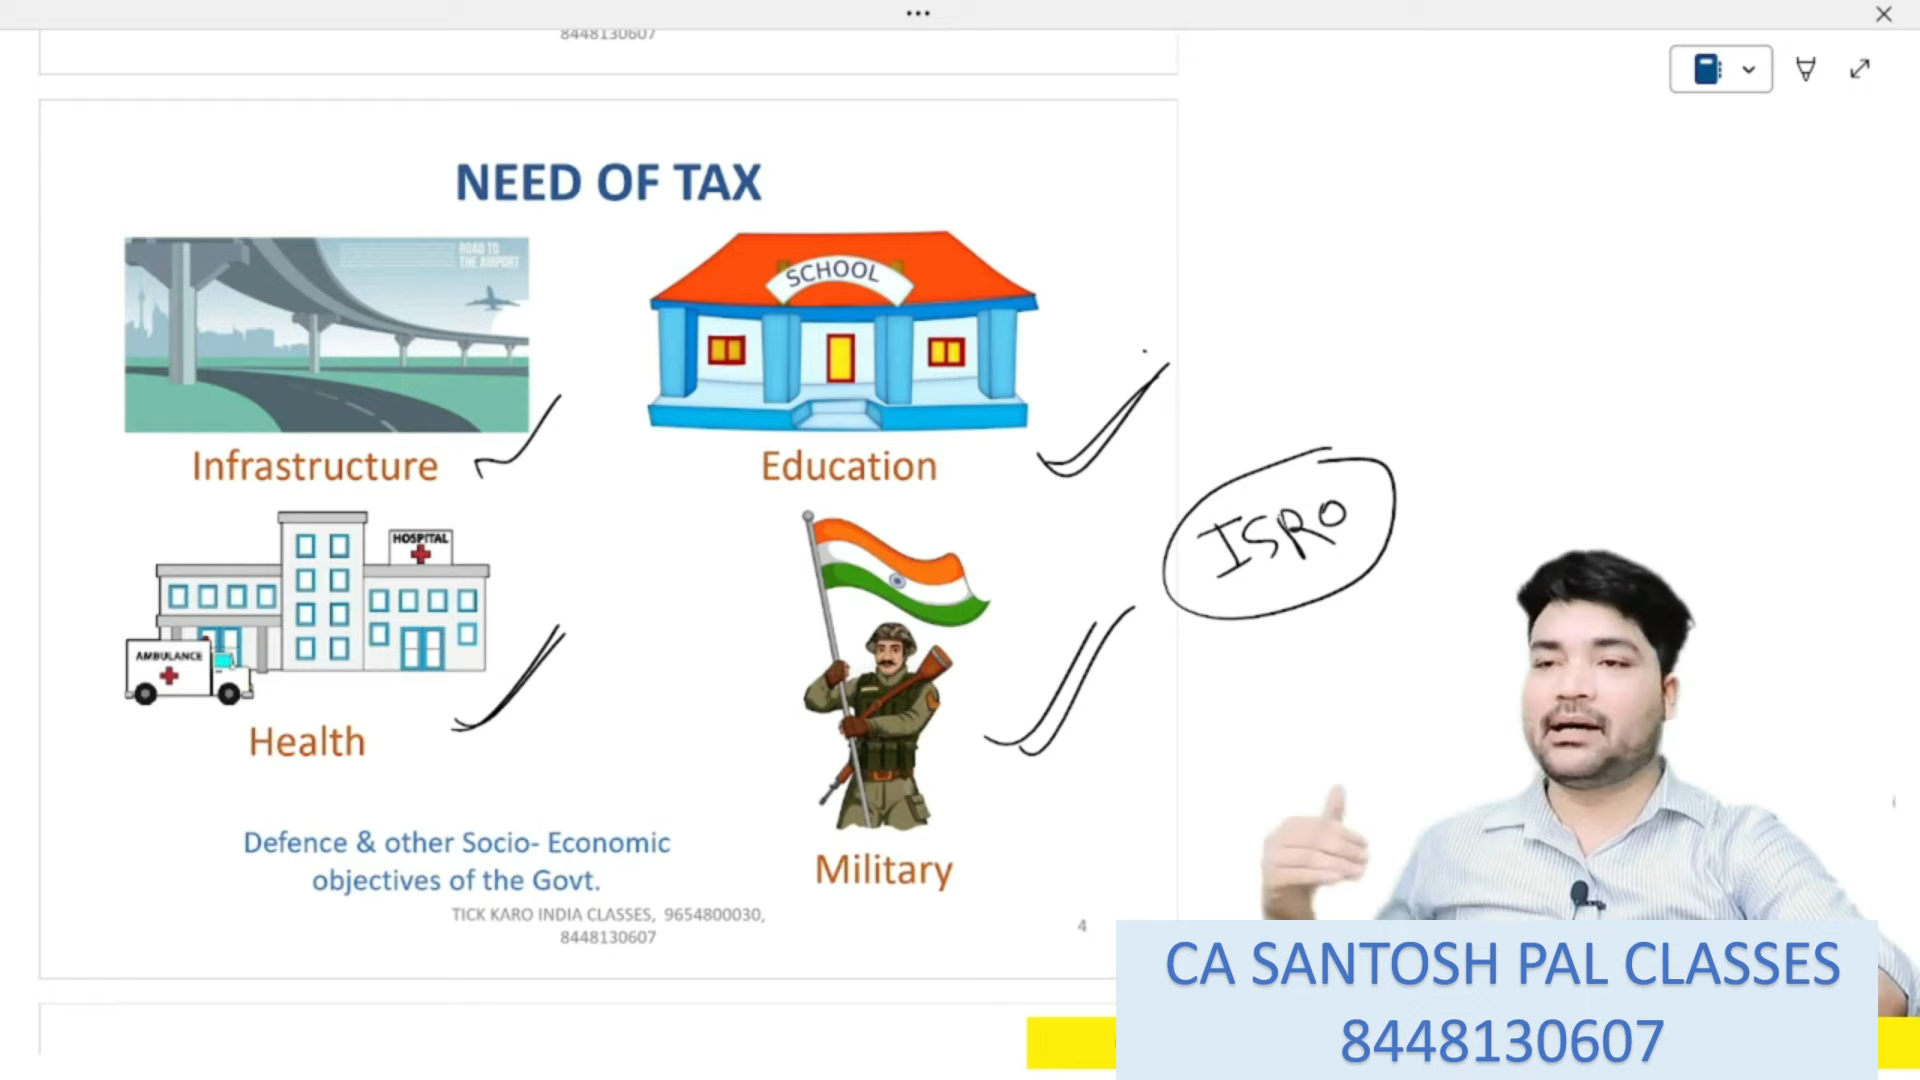 8448130607
NEED OF TAX
ROAD TO
THE AIRPORT
SCHOOL
Infrastructure
Education
ISRO
HOSPITAL
AMBULANCE
Health
Military
Defence & other Socio- Economic
objectives of the Govt.
TICK KARO INDIA CLASSES, 9654800030,
8448130607
4
CA SANTOSH PAL CLASSES
8448130607